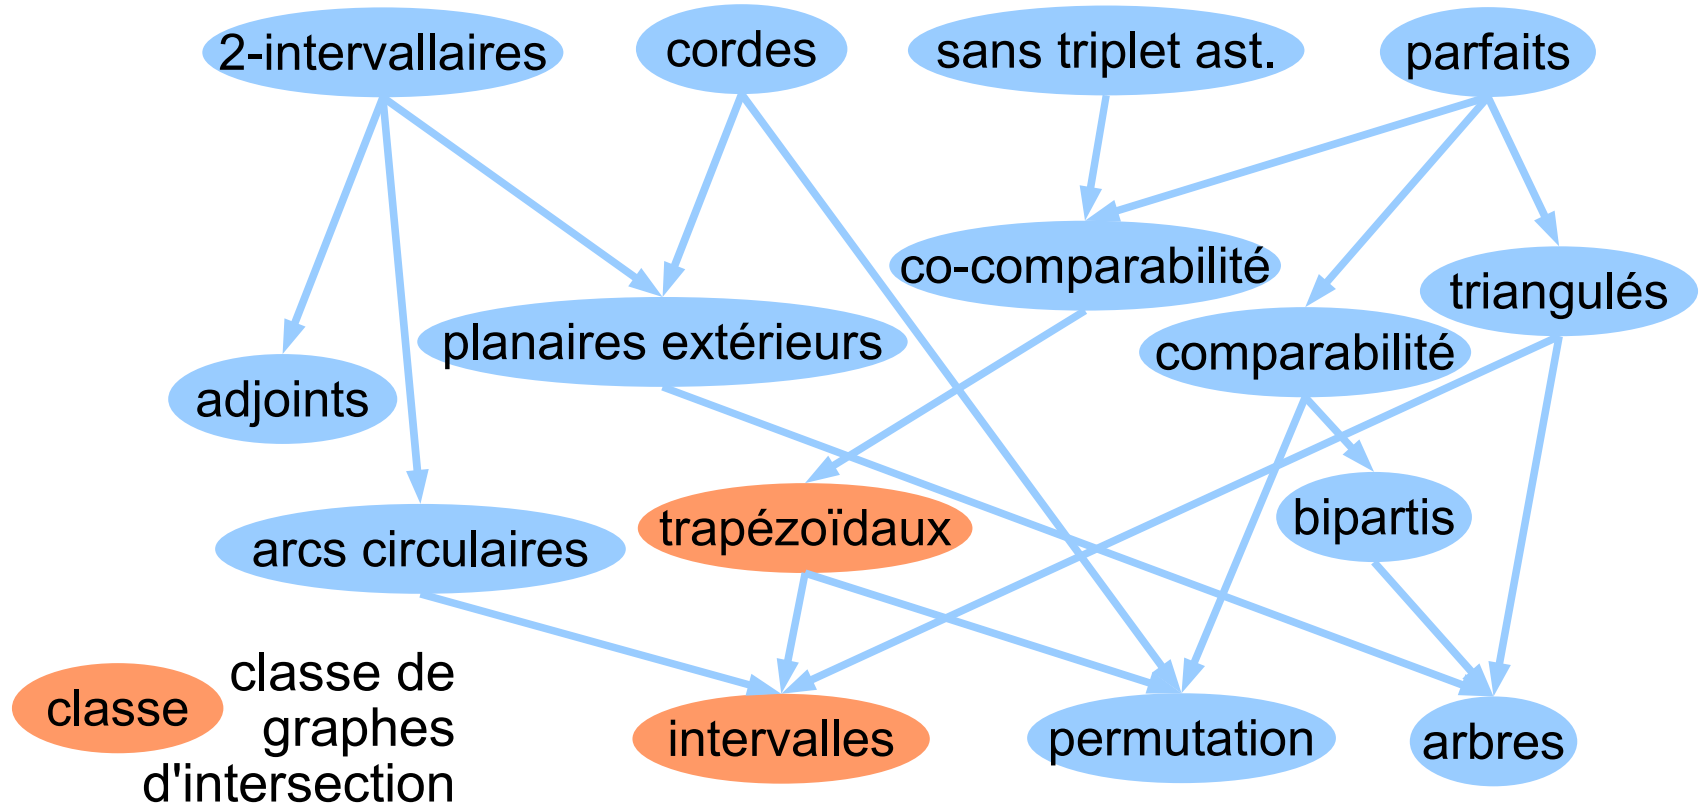 2-intervallaires
cordes
sans triplet ast.
parfaits
co-comparabilité
triangulés
planaires extérieurs
comparabilité
adjoints
bipartis
trapézoïdaux
arcs circulaires
classe
classe de
graphes
d'intersection
intervalles
permutation
arbres